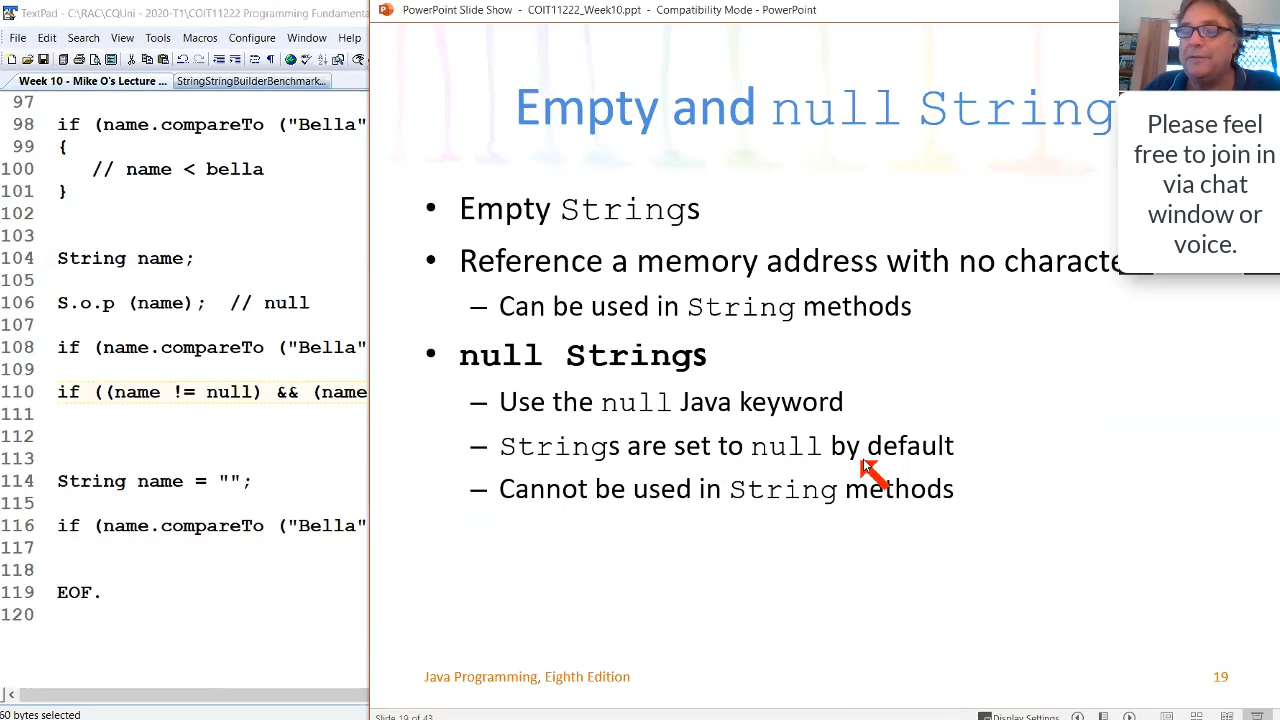 TextPad - C:\RAC\CQUni - 2020-T1\COIT11222 Programming Fundamenta
File Edit Search View Tools Macros Configure Window Help
Week 10 - Mike O's Lecture ... StringStringBuilderBenchmark...
97
98 if (name.compareTo ("Bella"
99 {
100 // name < bella
101 }
102
103
104 String name;
105
106 S.o.p (name); // null
107
108 if (name.compareTo ("Bella"
109
110 if ((name != null) && (name
111
112
113
114 String name = "";
115
116 if (name.compareTo ("Bella"
117
118
119 EOF.
120
60 bytes selected
PowerPoint Slide Show - COIT11222_Week10.ppt - Compatibility Mode - PowerPoint
Empty and null String
• Empty Strings
• Reference a memory address with no characte
– Can be used in String methods
• null Strings
– Use the null Java keyword
– Strings are set to null by default
– Cannot be used in String methods
Java Programming, Eighth Edition 19
Slide 19 of 43 Display Settings
Please feel
free to join in
via chat
window or
voice.